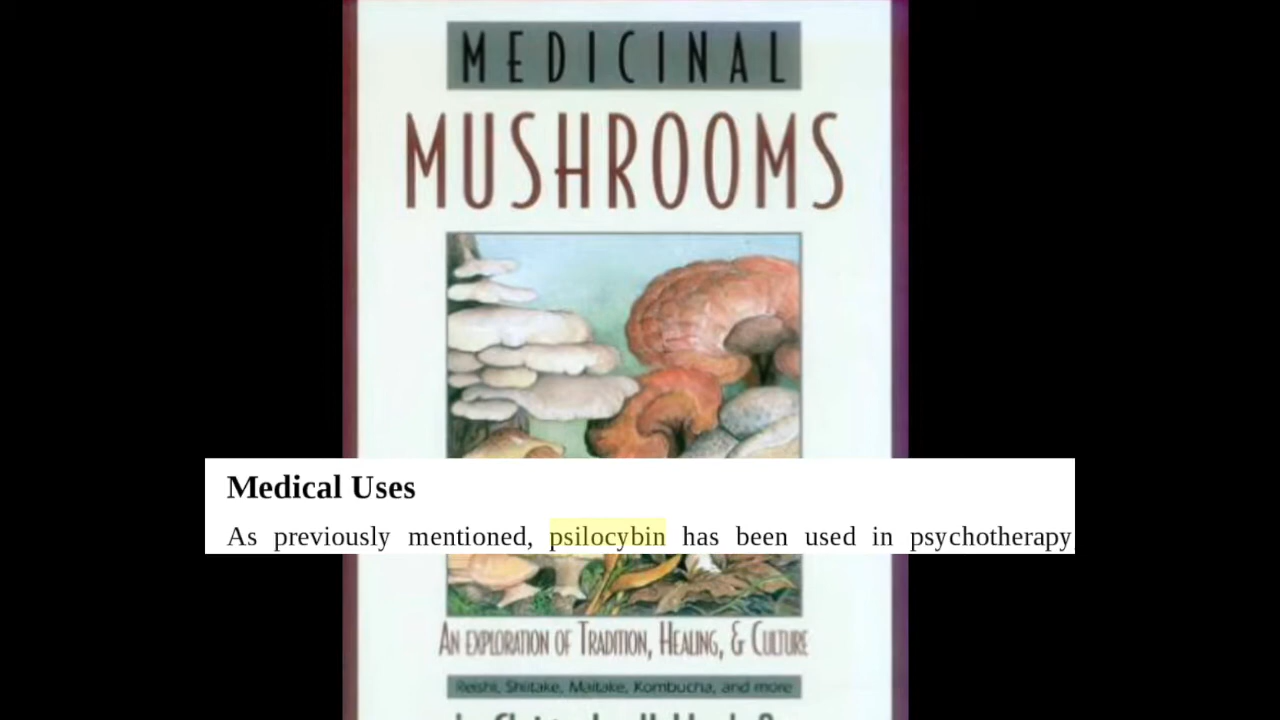 MEDICINAL
MUSHROOMS
Medical Uses
As previously mentioned, psilocybin has been used in psychotherapy
AN EXPLORATION OF TRADITION, HEALING, & CULTURE
Reishi, Shiitake, Maitake, Kombucha, and more